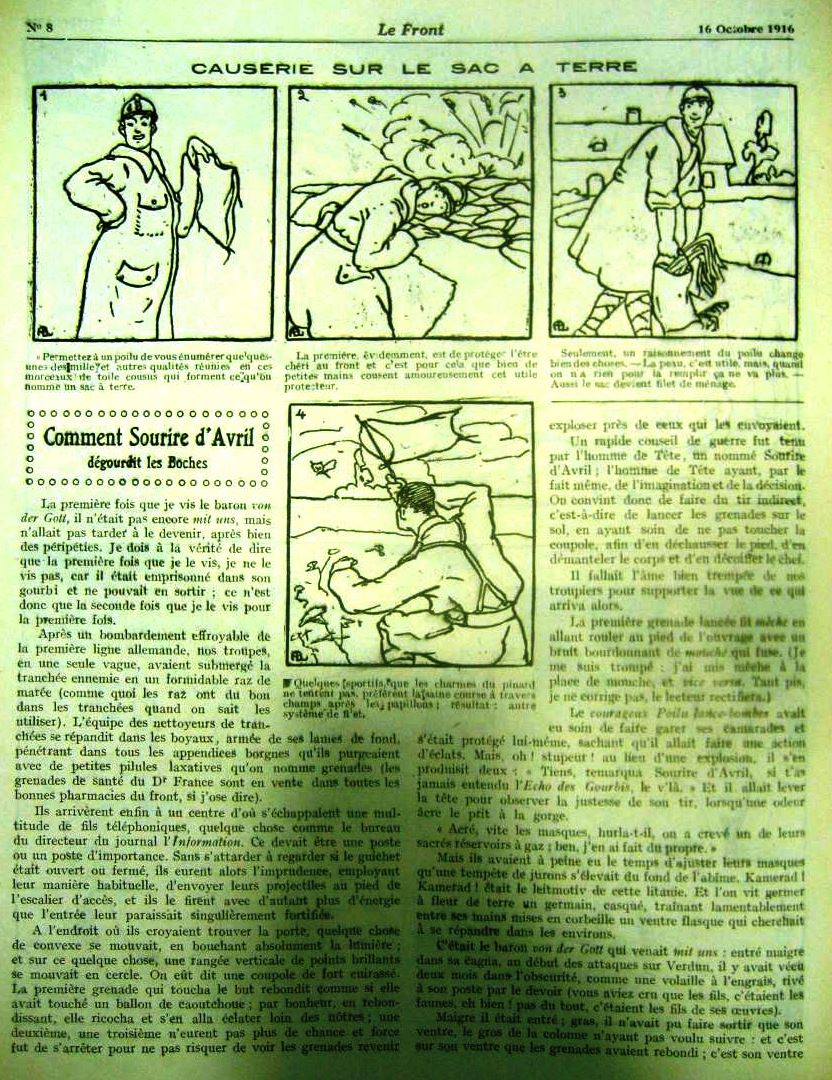 Nº 8
Le Front
16 Octobre 1916
CAUSERIE SUR LE SAC A TERRE
1
2
3
« Permettez à un poilu de vous énumérer quelques-
unes des mille et autres qualités réunies en ces
morceaux de toile cousus qui forment ce qu'on
nomme un sac à terre.
La première, évidemment, est de protéger l'être
chéri au front et c'est pour cela que bien de
petites mains cousent amoureusement cet utile
protecteur.
Seulement, un raisonnement du poilu change
bien des choses. — La peau, c'est utile, mais, quand
on n'a rien pour la remplir ça ne va plus. —
Aussi le sac devient filet de ménage.
Comment Sourire d'Avril
dégourdit les Boches
La première fois que je vis le baron von
der Gott, il n'était pas encore mit uns, mais
n'allait pas tarder à le devenir, après bien
des péripéties. Je dois à la vérité de dire
que la première fois que je le vis, je ne le
vis pas, car il était emprisonné dans son
gourbi et ne pouvait en sortir ; ce n'est
donc que la seconde fois que je le vis pour
la première fois.
Après un bombardement effroyable de
la première ligne allemande, nos troupes,
en une seule vague, avaient submergé la
tranchée ennemie en un formidable raz de
marée (comme quoi les raz ont du bon
dans les tranchées quand on sait les
utiliser). L'équipe des nettoyeurs de tran-
chées se répandit dans les boyaux, armée de ses lames de fond,
pénétrant dans tous les appendices borgnes qu'ils purgeaient
avec de petites pilules laxatives qu'on nomme grenades (les
grenades de santé du Dr France sont en vente dans toutes les
bonnes pharmacies du front, si j'ose dire).
Ils arrivèrent enfin à un centre d'où s'échappaient une mul-
titude de fils téléphoniques, quelque chose comme le bureau
du directeur du journal l'Information. Ce devait être une poste
ou un poste d'importance. Sans s'attarder à regarder si le guichet
était ouvert ou fermé, ils eurent alors l'imprudence, employant
leur manière habituelle, d'envoyer leurs projectiles au pied de
l'escalier d'accès, et ils le firent avec d'autant plus d'énergie
que l'entrée leur paraissait singulièrement fortifiée.
A l'endroit où ils croyaient trouver la porte, quelque chose
de convexe se mouvait, en bouchant absolument la lumière ;
et sur ce quelque chose, une rangée verticale de points brillants
se mouvait en cercle. On eût dit une coupole de fort cuirassé.
La première grenade qui toucha le but rebondit comme si elle
avait touché un ballon de caoutchouc ; par bonheur, en rebon-
dissant, elle ricocha et s'en alla éclater loin des nôtres ; une
deuxième, une troisième n'eurent pas plus de chance et force
fut de s'arrêter pour ne pas risquer de voir les grenades revenir
4
Quelques sportifs, que les charmes du pinard
ne tentent pas, préfèrent la saine course à travers
champs après les papillons ; résultat : autre
système de filet.
exploser près de ceux qui les envoyaient.
Un rapide conseil de guerre fut tenu
par l'homme de Tête, un nommé Sourire
d'Avril ; l'homme de Tête ayant, par le
fait même, de l'imagination et de la décision.
On convint donc de faire du tir indirect,
c'est-à-dire de lancer les grenades sur le
sol, en ayant soin de ne pas toucher la
coupole, afin d'en déchausser le pied, d'en
démanteler le corps et d'en décoiffer le chef.
Il fallait l'âme bien trempée de nos
troupiers pour supporter la vue de ce qui
arriva alors.
La première grenade lancée fit mèche en
allant rouler au pied de l'ouvrage avec un
bruit bourdonnant de mouche qui fuse. (Je
me suis trompé : j'ai mis mèche à la
place de mouche, et vice versa. Tant pis,
je ne corrige pas, le lecteur rectifiera.)
Le courageux Poilu lance-bombes avait
eu soin de faire garer ses camarades et
s'était protégé lui-même, sachant qu'il allait faire une action
d'éclats. Mais, oh ! stupeur ! au lieu d'une explosion, il s'en
produisit deux : « Tiens, remarqua Sourire d'Avril, si t'as
jamais entendu l'Echo des Gourbis, le v'là. » Et il allait lever
la tête pour observer la justesse de son tir, lorsqu'une odeur
âcre le prit à la gorge.
« Acré, vite les masques, hurla-t-il, on a crevé un de leurs
sacrés réservoirs à gaz ; ben, j'en ai fait du propre. »
Mais ils avaient à peine eu le temps d'ajuster leurs masques
qu'une tempête de jurons s'élevait du fond de l'abîme. Kamerad !
Kamerad ! était le leitmotiv de cette litanie. Et l'on vit germer
à fleur de terre un germain, casqué, traînant lamentablement
entre ses mains mises en corbeille un ventre flasque qui cherchait
à se répandre dans les environs.
C'était le baron von der Gott qui venait mit uns : entré maigre
dans sa cagna, au début des attaques sur Verdun, il y avait vécu
deux mois dans l'obscurité, comme une volaille à l'engrais, rivé
à son poste par le devoir (vous aviez cru que les fils, c'étaient les
faunes, eh bien ! pas du tout, c'étaient les fils de ses œuvres).
Maigre il était entré ; gras, il n'avait pu faire sortir que son
ventre, le gros de la colonne n'ayant pas voulu suivre : et c'est
sur son ventre que les grenades avaient rebondi ; c'est son ventre